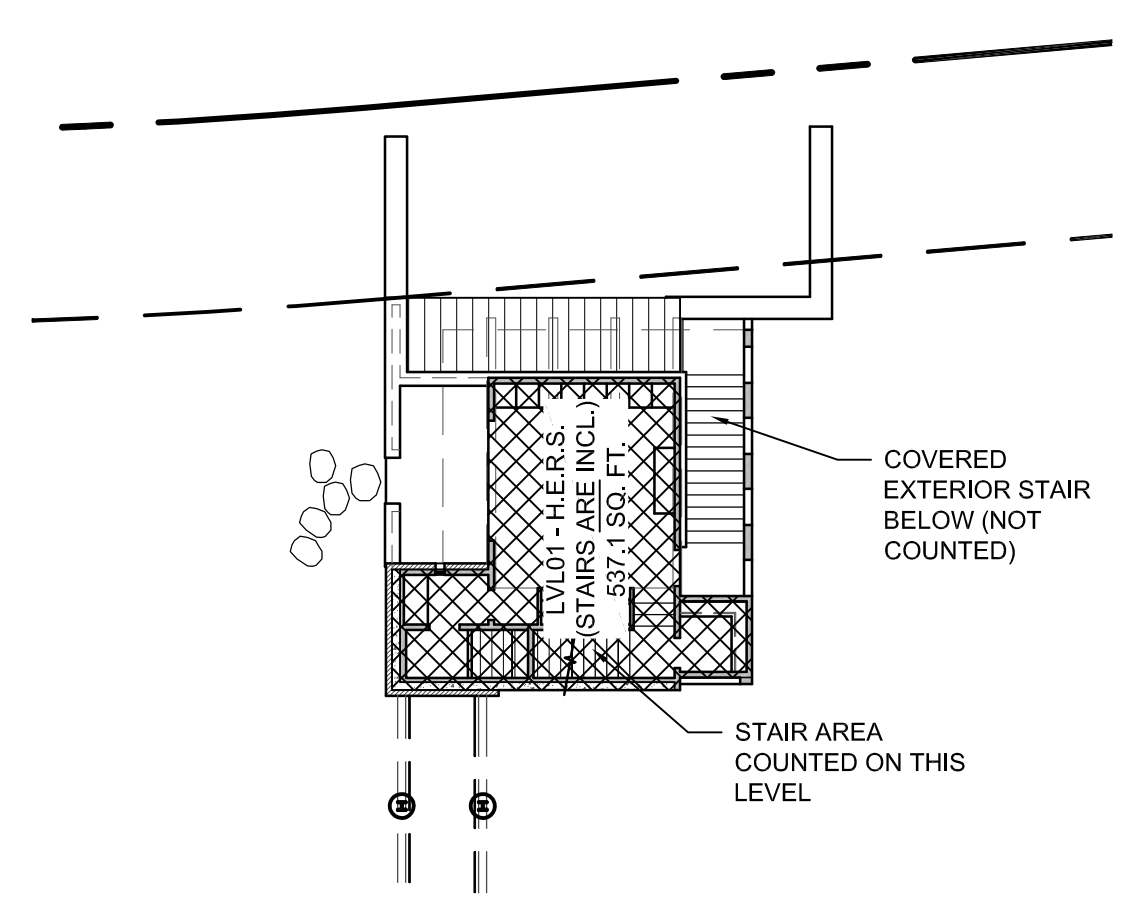 LVL01 - H.E.R.S.
(STAIRS ARE INCL.)
537.1 SQ. FT.
COVERED
EXTERIOR STAIR
BELOW (NOT
COUNTED)
STAIR AREA
COUNTED ON THIS
LEVEL
H
H